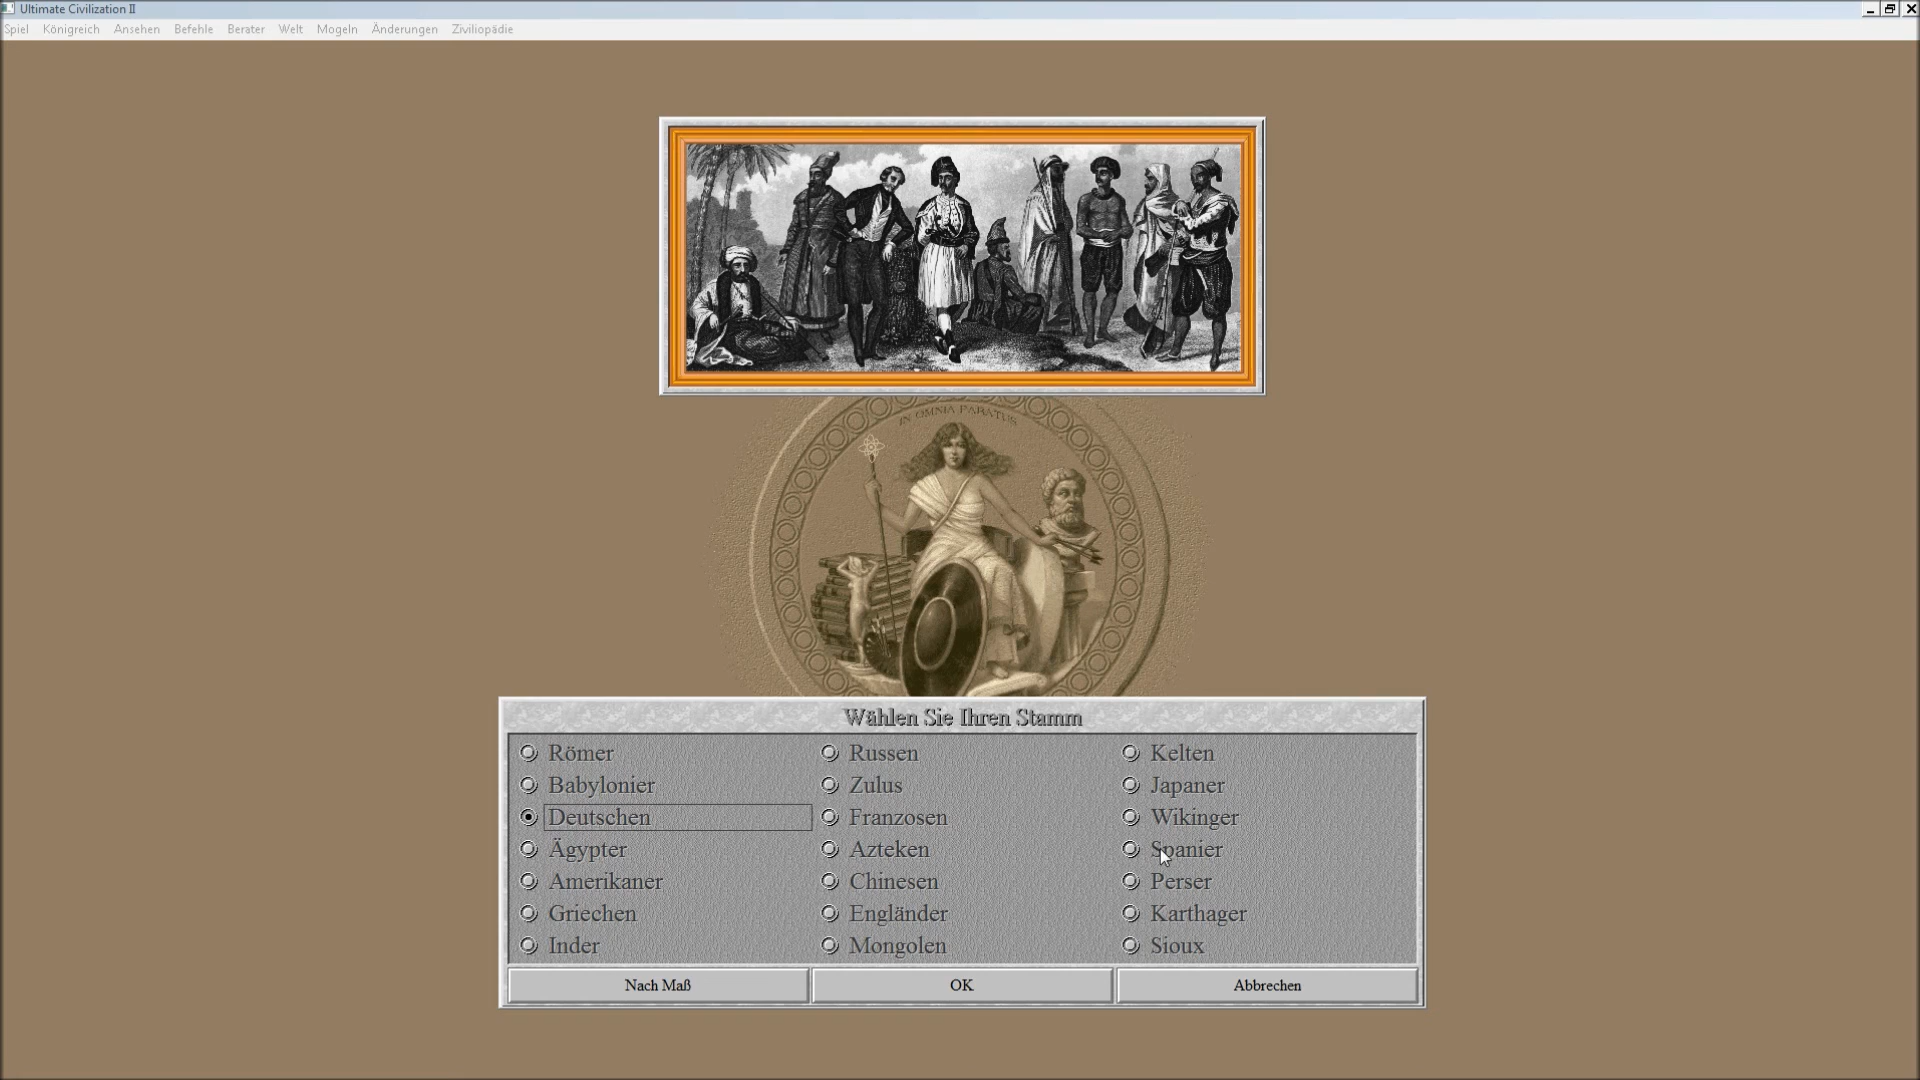 Ultimate Civilization II
Spiel Königreich Ansehen Befehle Berater Welt Mogeln Änderungen Ziviliopädie
IN OMNIA PARATUS
Wählen Sie Ihren Stamm
Römer Russen Kelten
Babylonier Zulus Japaner
Deutschen Franzosen Wikinger
Ägypter Azteken Spanier
Amerikaner Chinesen Perser
Griechen Engländer Karthager
Inder Mongolen Sioux
Nach Maß OK Abbrechen